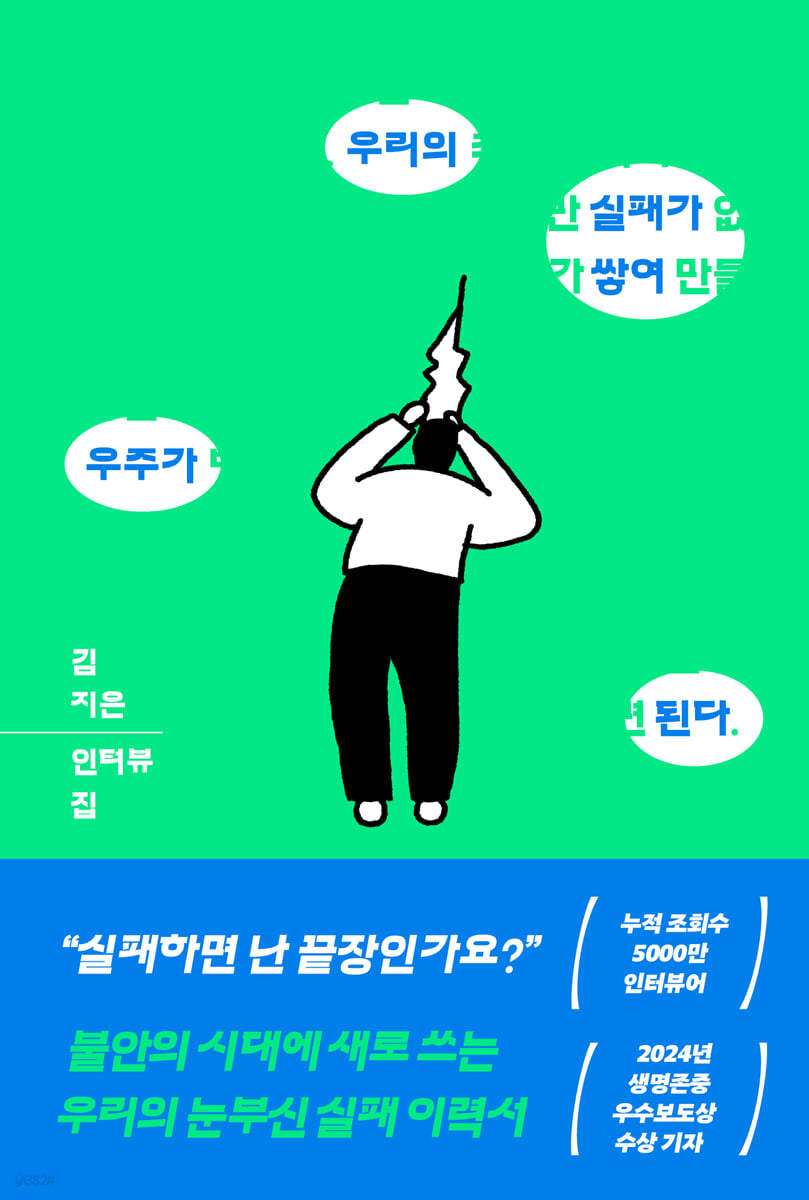 우리의
만 실패가
가 쌓여 만들
우주가
된다.
김
지은
인터뷰
집
“실패하면 난 끝장인가요?”
누적 조회수
5000만
인터뷰어
불안의 시대에 새로 쓰는
우리의 눈부신 실패 이력서
2024년
생명존중
우수보도상
수상 기자